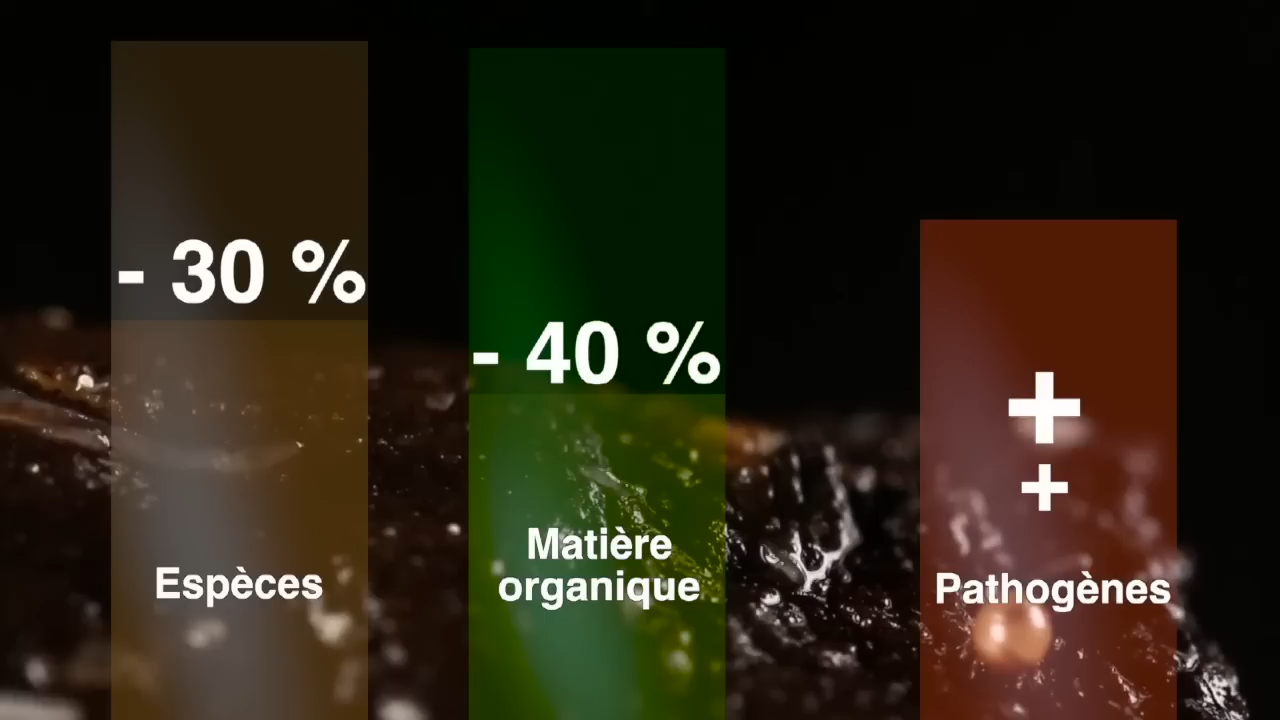 - 30 %
Espèces
- 40 %
Matière
organique
+
+
Pathogènes